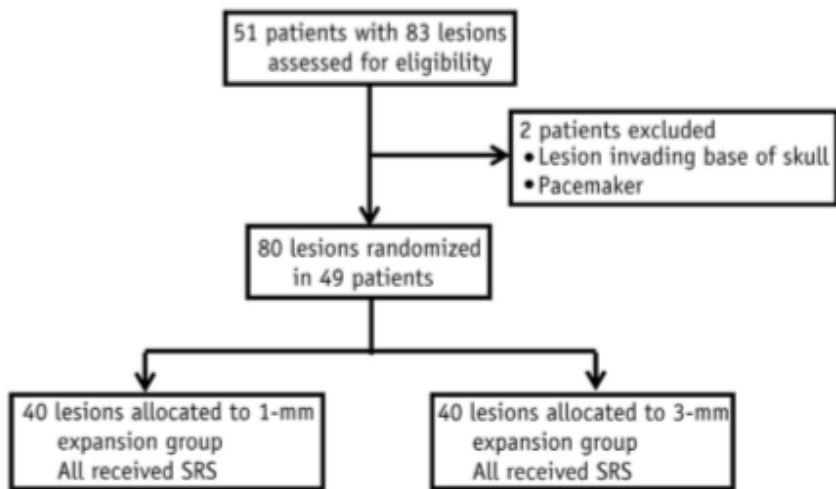 51 patients with 83 lesions
assessed for eligibility
2 patients excluded
• Lesion invading base of skull
• Pacemaker
80 lesions randomized
in 49 patients
40 lesions allocated to 1-mm
expansion group
All received SRS
40 lesions allocated to 3-mm
expansion group
All received SRS